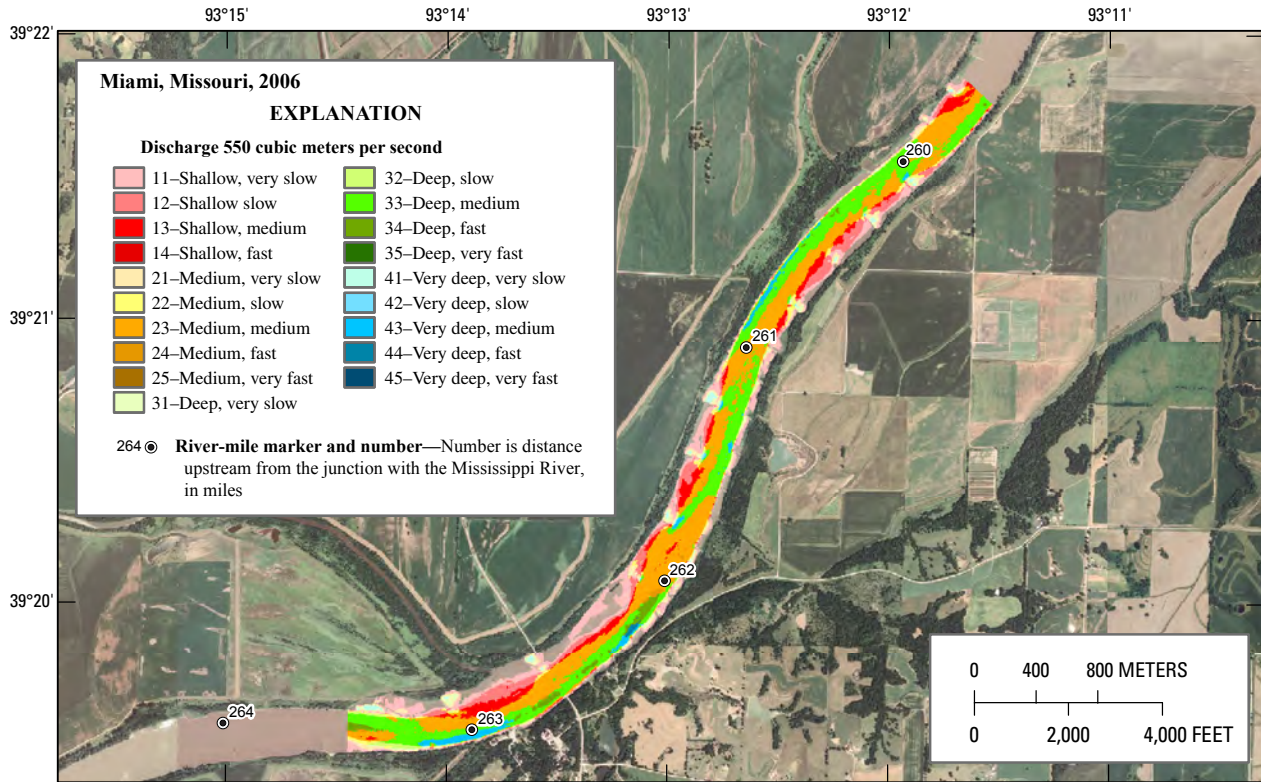 93°15' 93°14' 93°13' 93°12' 93°11'
39°22'
Miami, Missouri, 2006
EXPLANATION
Discharge 550 cubic meters per second
11–Shallow, very slow
12–Shallow slow
13–Shallow, medium
14–Shallow, fast
21–Medium, very slow
22–Medium, slow
23–Medium, medium
24–Medium, fast
25–Medium, very fast
31–Deep, very slow
32–Deep, slow
33–Deep, medium
34–Deep, fast
35–Deep, very fast
41–Very deep, very slow
42–Very deep, slow
43–Very deep, medium
44–Very deep, fast
45–Very deep, very fast
264 River-mile marker and number—Number is distance
upstream from the junction with the Mississippi River,
in miles
260
39°21'
261
262
39°20'
263
264
0 400 800 METERS
0 2,000 4,000 FEET